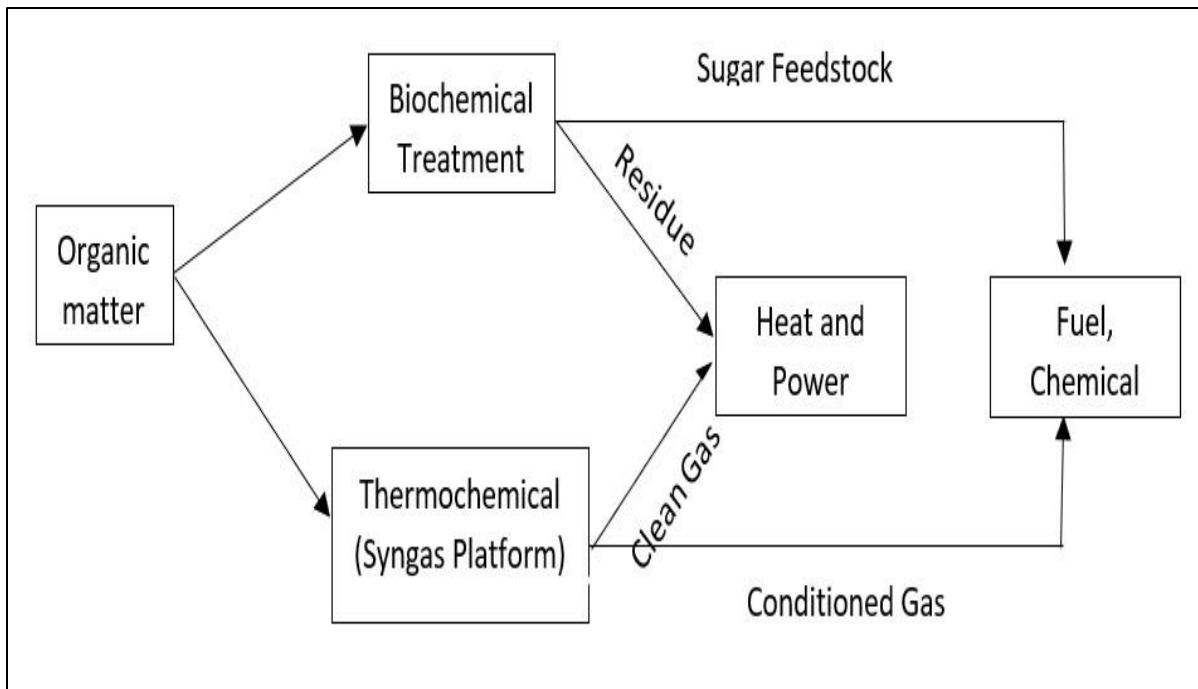 Sugar Feedstock
Biochemical
Treatment
Residue
Organic
matter
Heat and
Power
Fuel,
Chemical
Thermochemical
(Syngas Platform)
Clean Gas
Conditioned Gas